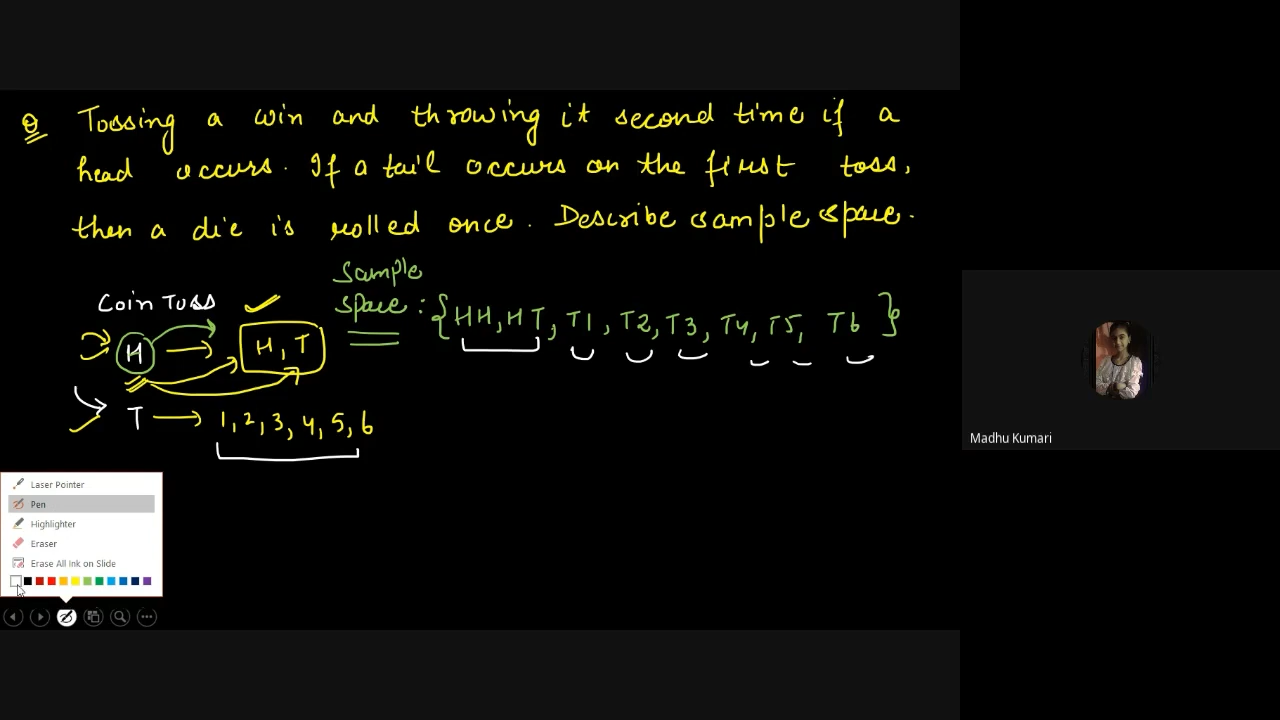 Q Tossing a coin and throwing it second time if a
head occurs. If a tail occurs on the first toss,
then a die is rolled once. Describe sample space.
Coin Toss
H → H, T
T → 1, 2, 3, 4, 5, 6
Sample
space : {HH, HT, T1, T2, T3, T4, T5, T6}
Madhu Kumari
Laser Pointer
Pen
Highlighter
Eraser
Erase All Ink on Slide